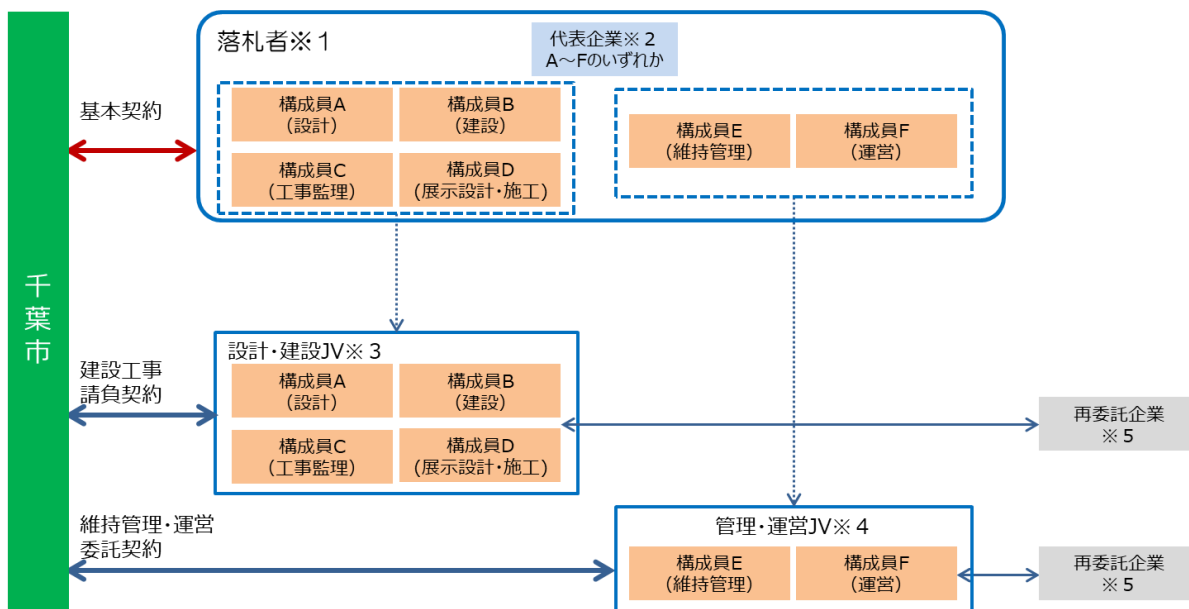 千葉市
落札者※１
代表企業※２
A～Fのいずれか
基本契約
構成員A
(設計)
構成員B
(建設)
構成員C
(工事監理)
構成員D
(展示設計・施工)
構成員E
(維持管理)
構成員F
(運営)
建設工事
請負契約
設計・建設JV※３
構成員A
(設計)
構成員B
(建設)
構成員C
(工事監理)
構成員D
(展示設計・施工)
再委託企業
※５
維持管理・運営
委託契約
管理・運営JV※４
構成員E
(維持管理)
構成員F
(運営)
再委託企業
※５